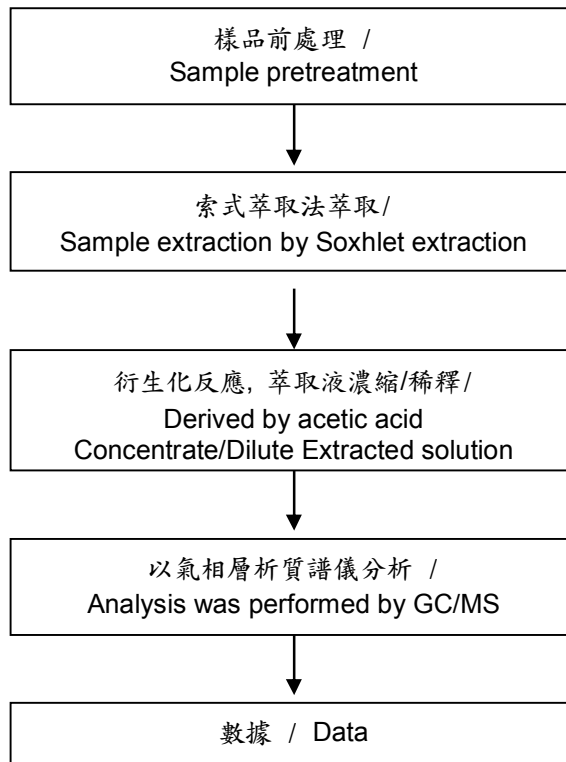 樣品前處理 /
Sample pretreatment
索式萃取法萃取/
Sample extraction by Soxhlet extraction
衍生化反應, 萃取液濃縮/稀釋/
Derived by acetic acid
Concentrate/Dilute Extracted solution
以氣相層析質譜儀分析 /
Analysis was performed by GC/MS
數據 / Data